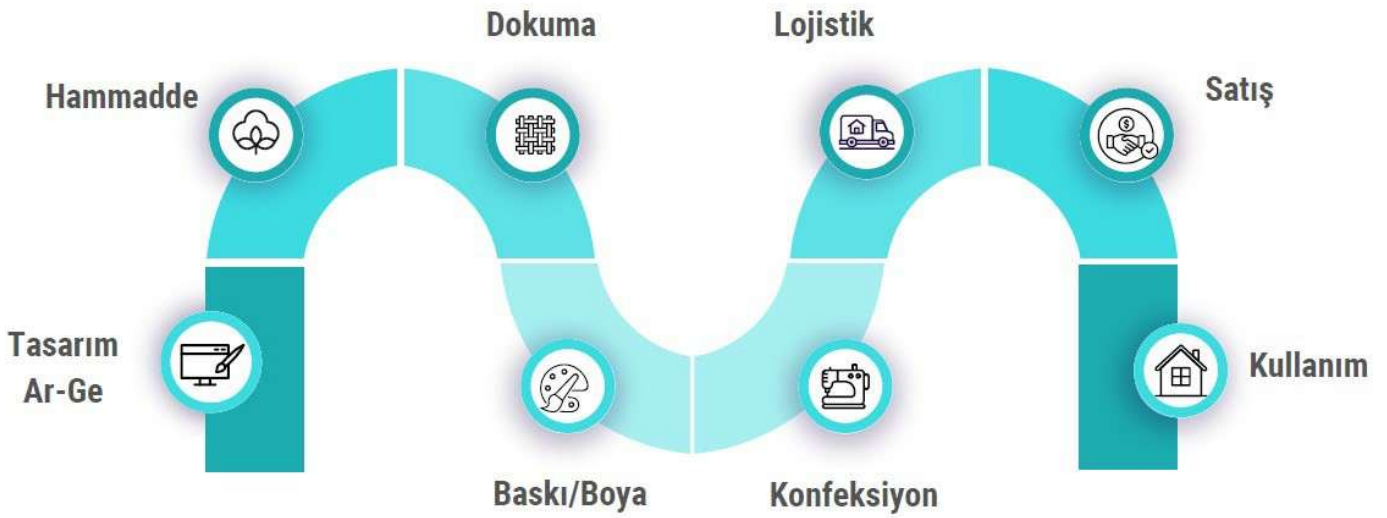 Tasarım
Ar-Ge
Hammadde
Dokuma
Baskı/Boya
Konfeksiyon
Lojistik
Satış
Kullanım